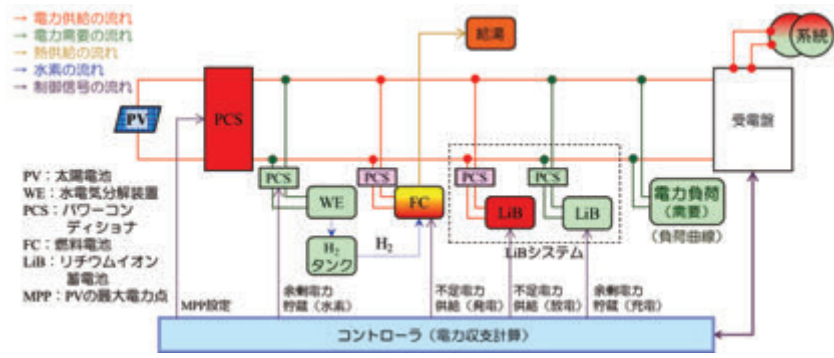 → 電力供給の流れ
→ 電力需要の流れ
→ 熱供給の流れ
→ 水素の流れ
→ 制御信号の流れ
給湯
系統
PV
PCS
受電盤
PCS
PCS
PCS
PCS
WE
FC
LiB
LiB
電力負荷
(需要)
(負荷曲線)
H₂
タンク
H₂
LiBシステム
PV：太陽電池
WE：水電気分解装置
PCS：パワーコン
ディショナ
FC：燃料電池
LiB：リチウムイオン
蓄電池
MPP：PVの最大電力点
MPP設定
余剰電力
貯蔵（水素）
不足電力
供給（発電）
不足電力
供給（放電）
余剰電力
貯蔵（充電）
コントローラ（電力収支計算）